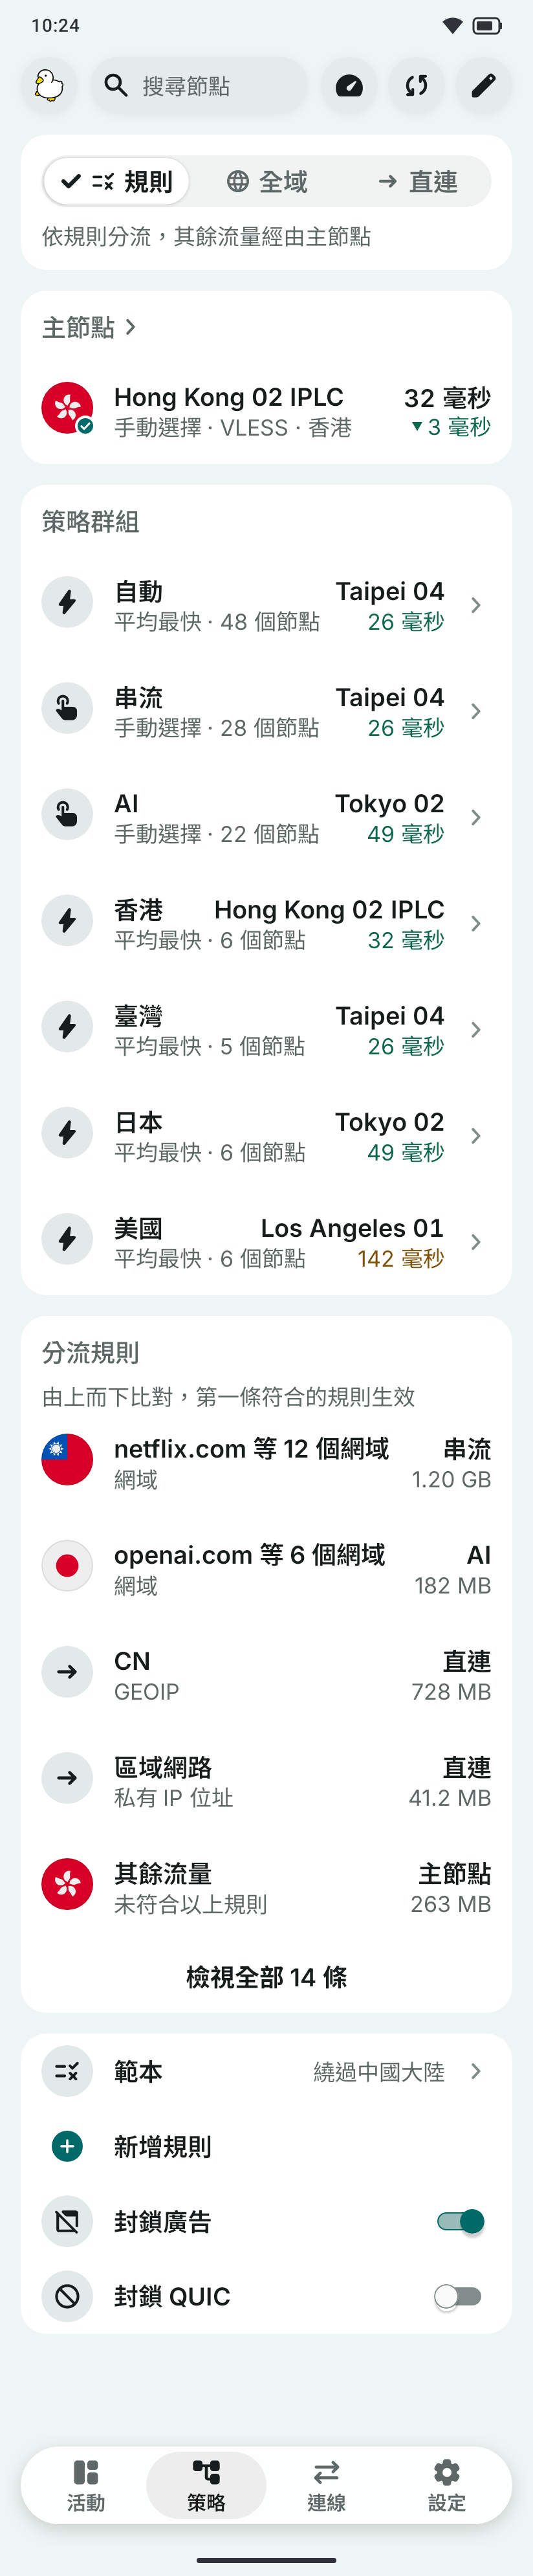 10:24
搜尋節點
規則
全域
直連
依規則分流，其餘流量經由主節點
主節點
Hong Kong 02 IPLC
32 毫秒
手動選擇 · VLESS · 香港
▼3 毫秒
策略群組
自動
Taipei 04
平均最快 · 48 個節點
26 毫秒
串流
Taipei 04
手動選擇 · 28 個節點
26 毫秒
AI
Tokyo 02
手動選擇 · 22 個節點
49 毫秒
香港
Hong Kong 02 IPLC
平均最快 · 6 個節點
32 毫秒
臺灣
Taipei 04
平均最快 · 5 個節點
26 毫秒
日本
Tokyo 02
平均最快 · 6 個節點
49 毫秒
美國
Los Angeles 01
平均最快 · 6 個節點
142 毫秒
分流規則
由上而下比對，第一條符合的規則生效
netflix.com 等 12 個網域
串流
網域
1.20 GB
openai.com 等 6 個網域
AI
網域
182 MB
CN
直連
GEOIP
728 MB
區域網路
直連
私有 IP 位址
41.2 MB
其餘流量
主節點
未符合以上規則
263 MB
檢視全部 14 條
範本
繞過中國大陸
新增規則
封鎖廣告
封鎖 QUIC
活動
策略
連線
設定